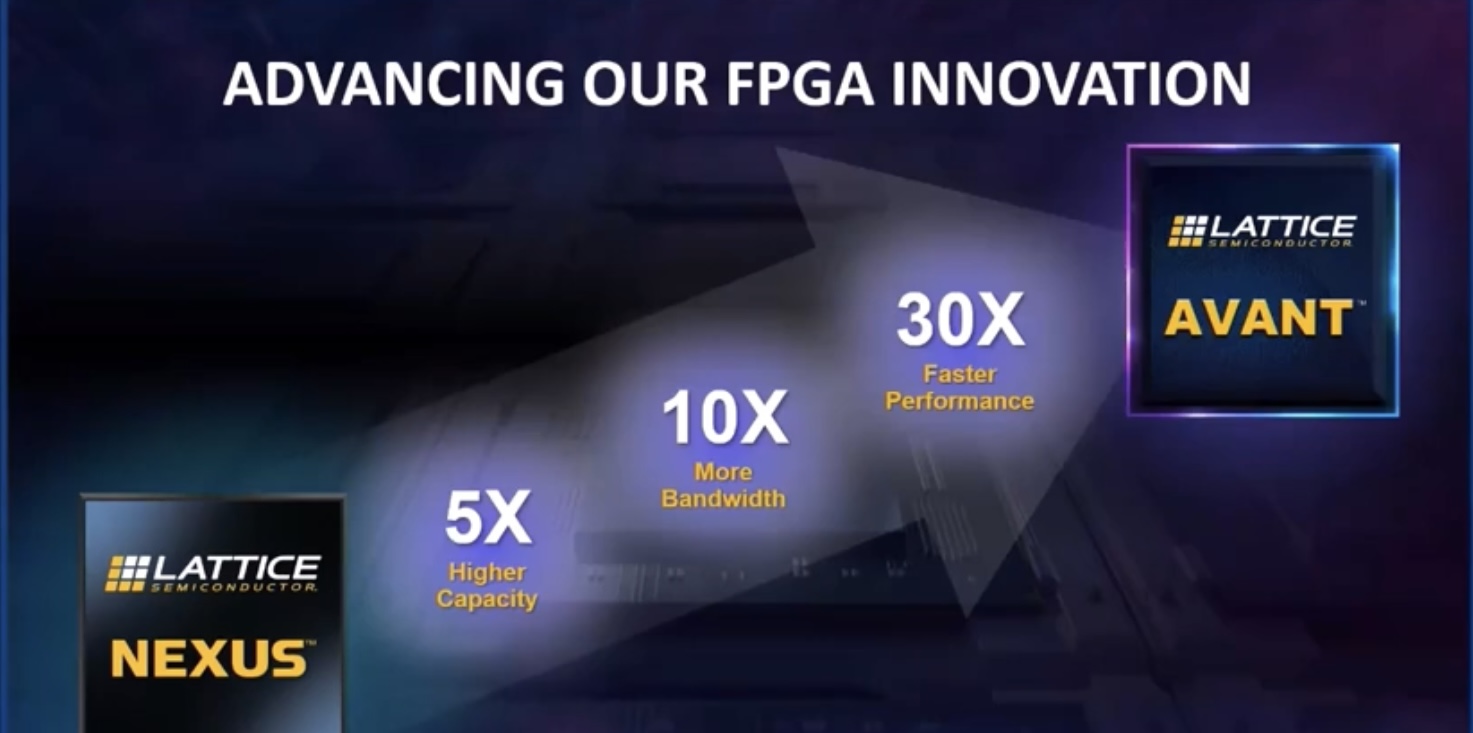 ADVANCING OUR FPGA INNOVATION
LATTICE
SEMICONDUCTOR
AVANT™
30X
Faster
Performance
10X
More
Bandwidth
5X
Higher
Capacity
LATTICE
SEMICONDUCTOR
NEXUS™